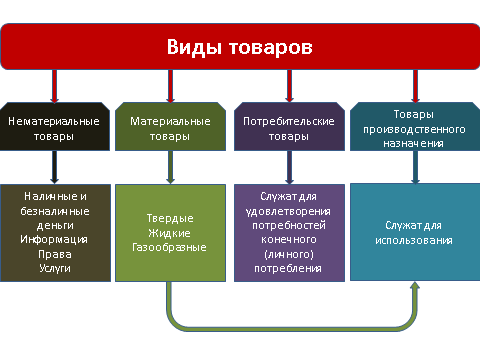 Виды товаров
Нематериальные
товары
Материальные
товары
Потребительские
товары
Товары
производственного
назначения
Наличные и
безналичные
деньги
Информация
Права
Услуги
Твердые
Жидкие
Газообразные
Служат для
удовлетворения
потребностей
конечного
(личного)
потребления
Служат для
использования